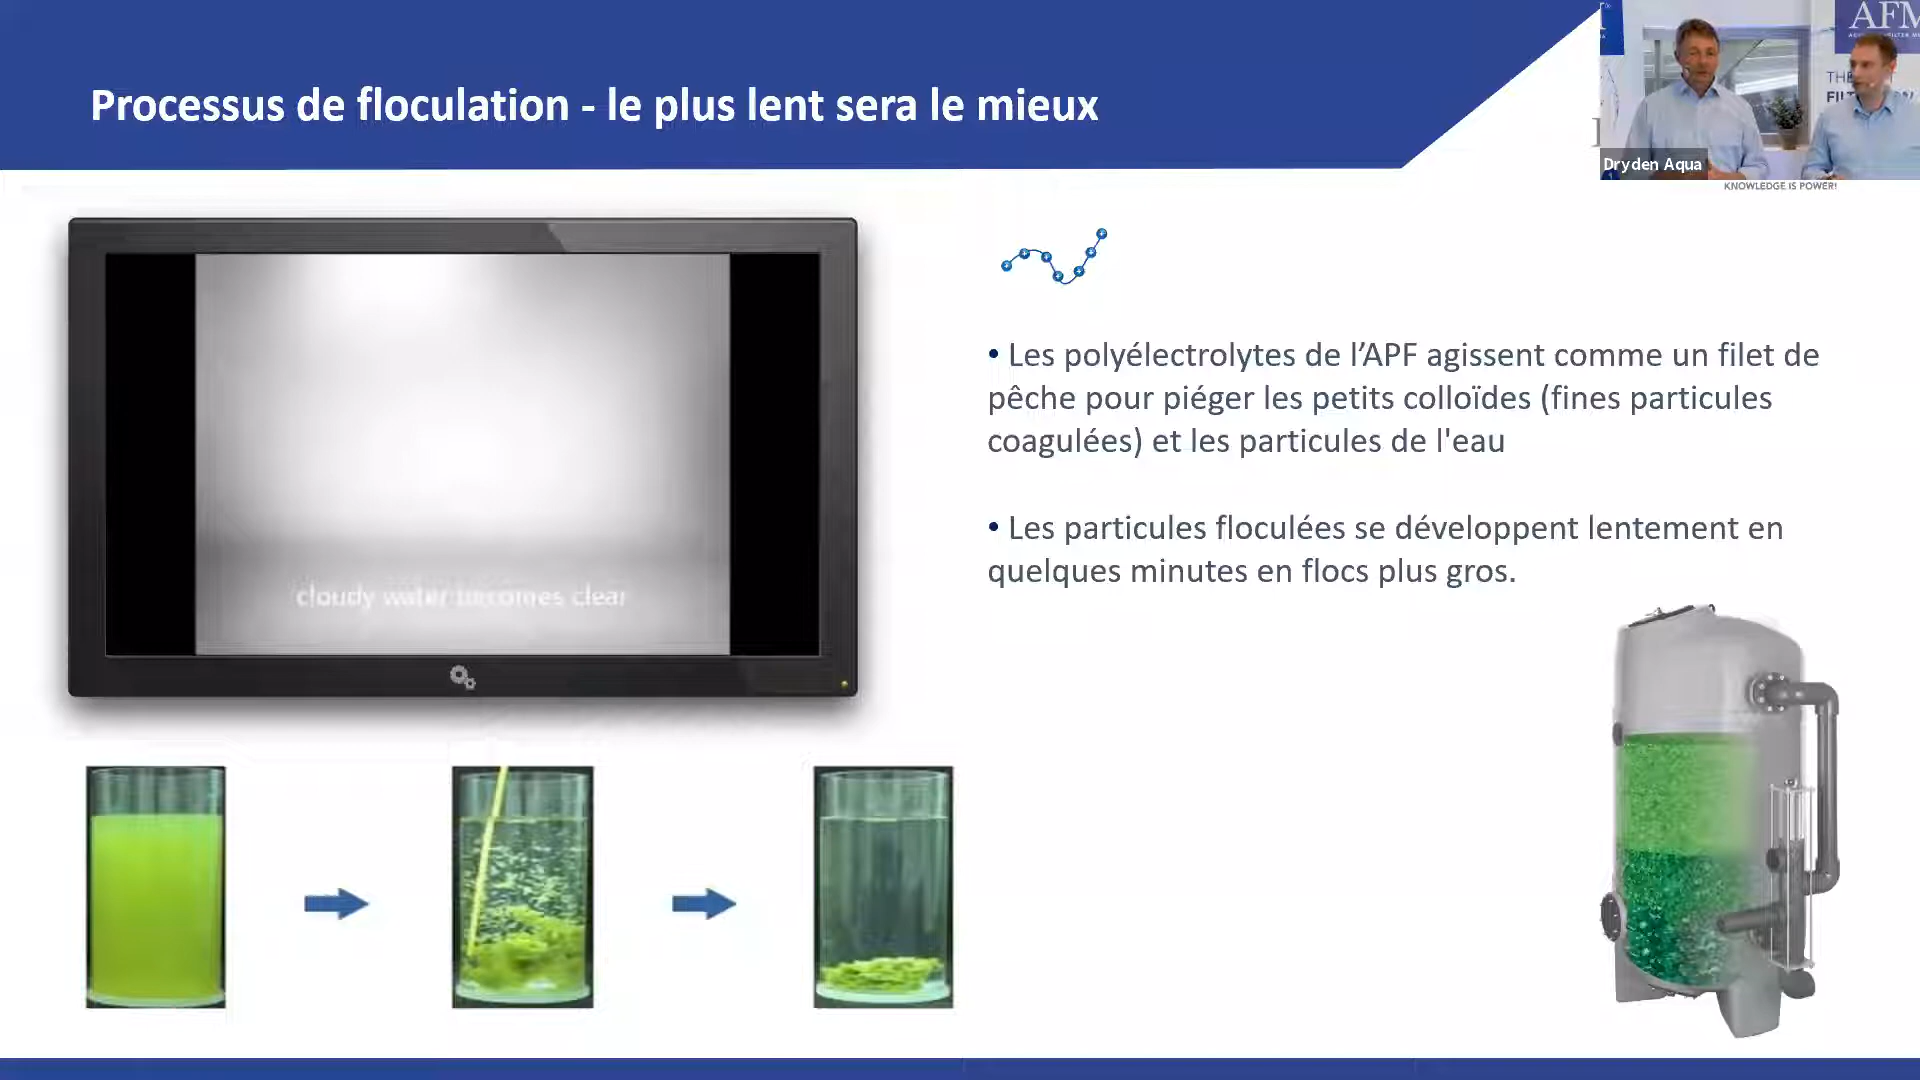 Processus de floculation - le plus lent sera le mieux
AFM
THE
Dryden Aqua
KNOWLEDGE IS POWER!
cloudy water becomes clear
• Les polyélectrolytes de l’APF agissent comme un filet de
pêche pour piéger les petits colloïdes (fines particules
coagulées) et les particules de l'eau
• Les particules floculées se développent lentement en
quelques minutes en flocs plus gros.